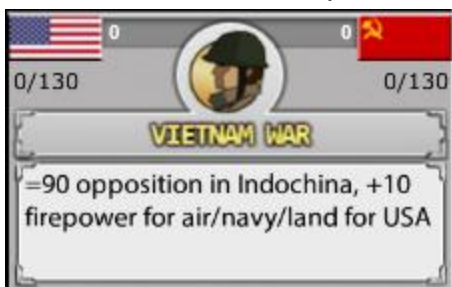 0 0
0/130 0/130
VIETNAM WAR
=90 opposition in Indochina, +10
firepower for air/navy/land for USA